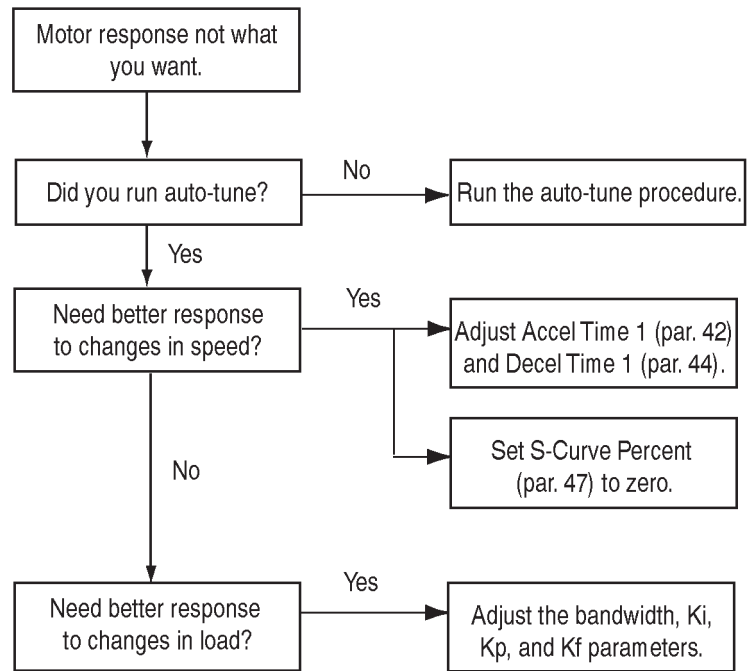 Motor response not what
you want.
Did you run auto-tune?
No
Run the auto-tune procedure.
Yes
Need better response
to changes in speed?
Yes
Adjust Accel Time 1 (par. 42)
and Decel Time 1 (par. 44).
Set S-Curve Percent
(par. 47) to zero.
No
Need better response
to changes in load?
Yes
Adjust the bandwidth, Ki,
Kp, and Kf parameters.